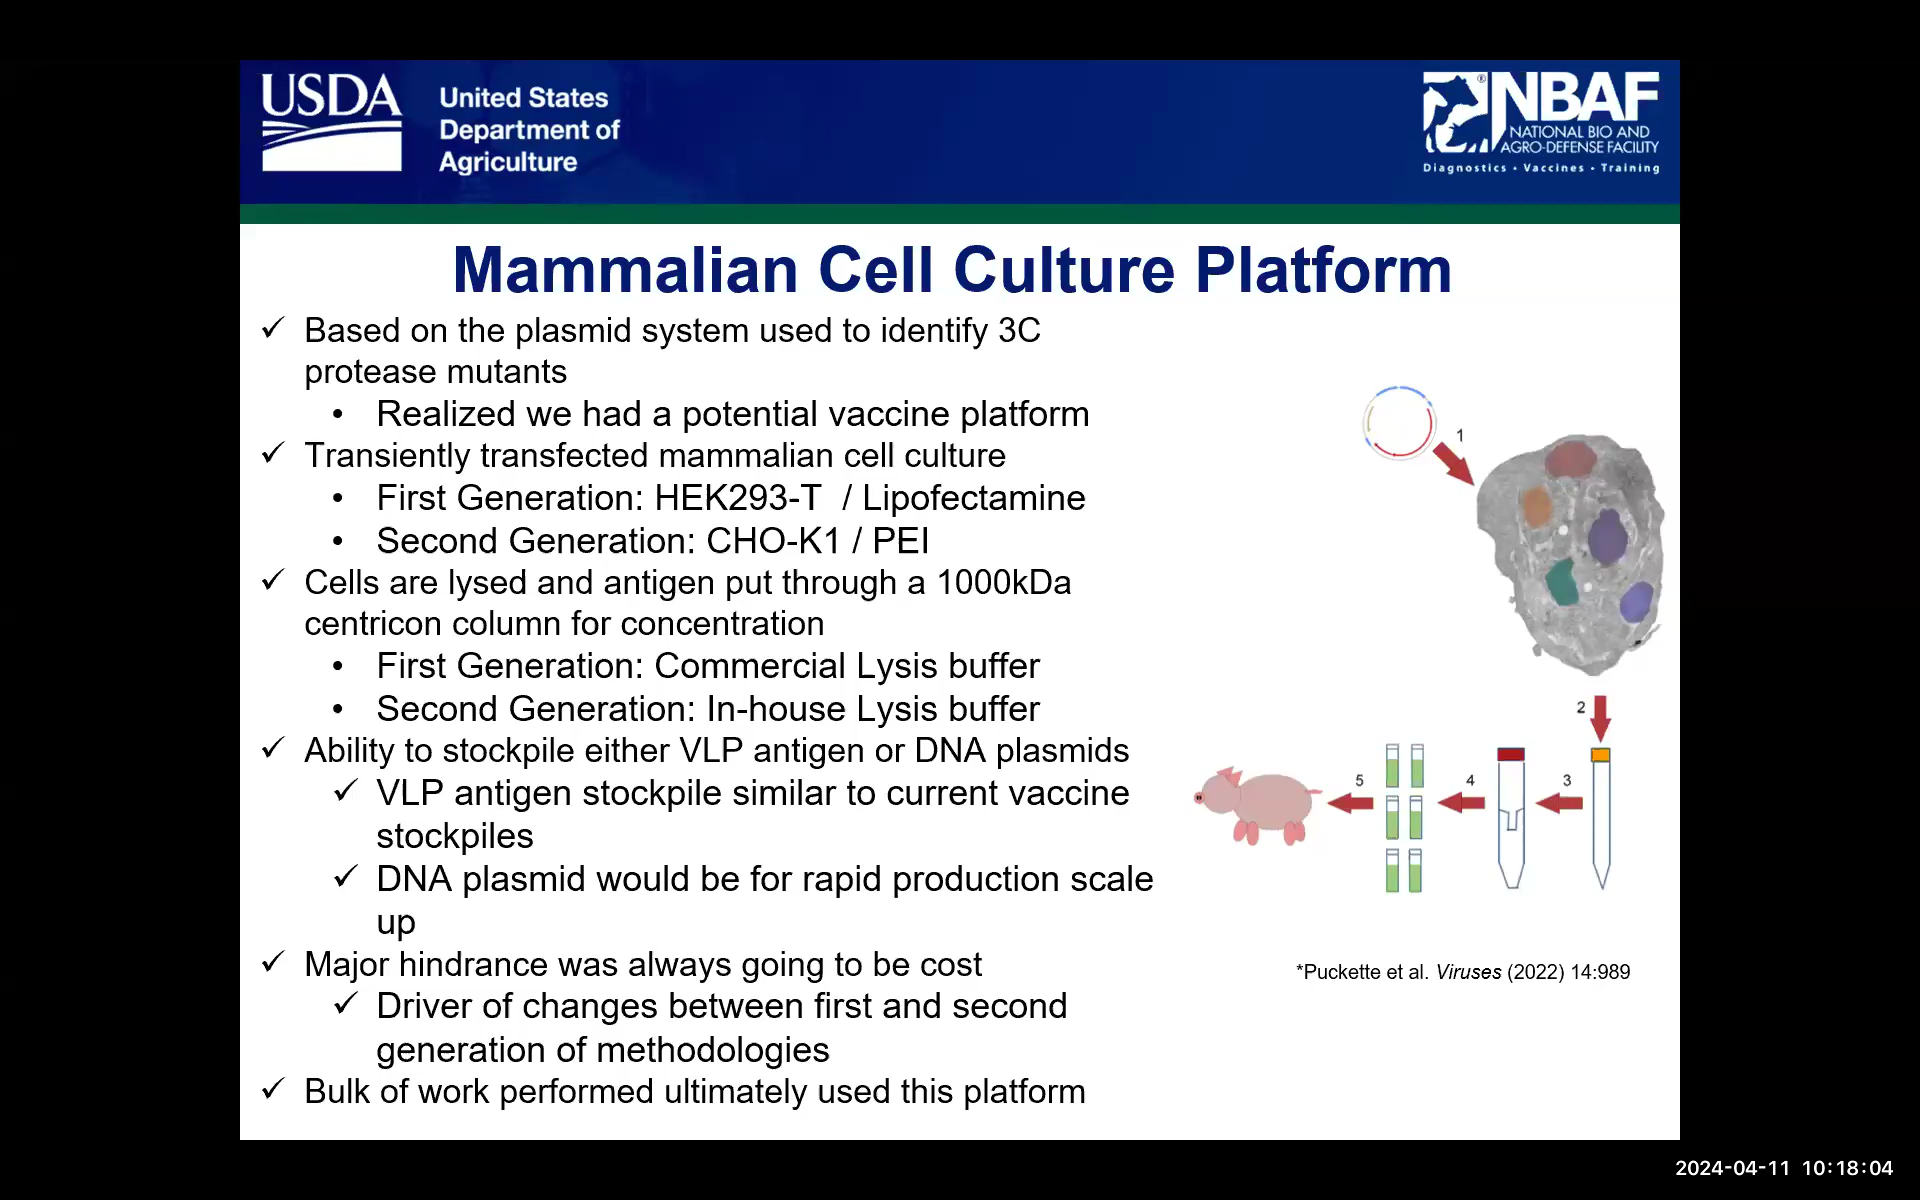 USDA
United States
Department of
Agriculture
NBAF
NATIONAL BIO AND
AGRO-DEFENSE FACILITY
Diagnostics • Vaccines • Training
Mammalian Cell Culture Platform
✓ Based on the plasmid system used to identify 3C
protease mutants
• Realized we had a potential vaccine platform
✓ Transiently transfected mammalian cell culture
• First Generation: HEK293-T / Lipofectamine
• Second Generation: CHO-K1 / PEI
✓ Cells are lysed and antigen put through a 1000kDa
centricon column for concentration
• First Generation: Commercial Lysis buffer
• Second Generation: In-house Lysis buffer
✓ Ability to stockpile either VLP antigen or DNA plasmids
✓ VLP antigen stockpile similar to current vaccine
stockpiles
✓ DNA plasmid would be for rapid production scale
up
✓ Major hindrance was always going to be cost
✓ Driver of changes between first and second
generation of methodologies
✓ Bulk of work performed ultimately used this platform
1
2
5
4
3
*Puckette et al. Viruses (2022) 14:989
2024-04-11 10:18:04